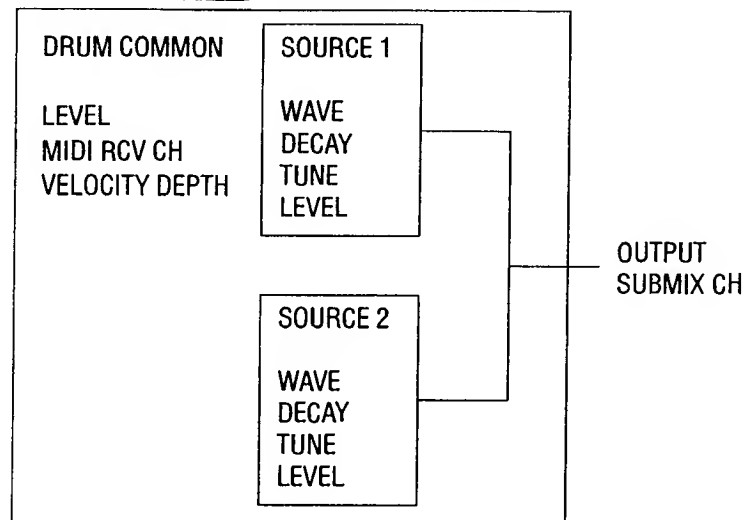 DRUM COMMON
LEVEL
MIDI RCV CH
VELOCITY DEPTH
SOURCE 1
WAVE
DECAY
TUNE
LEVEL
SOURCE 2
WAVE
DECAY
TUNE
LEVEL
OUTPUT
SUBMIX CH